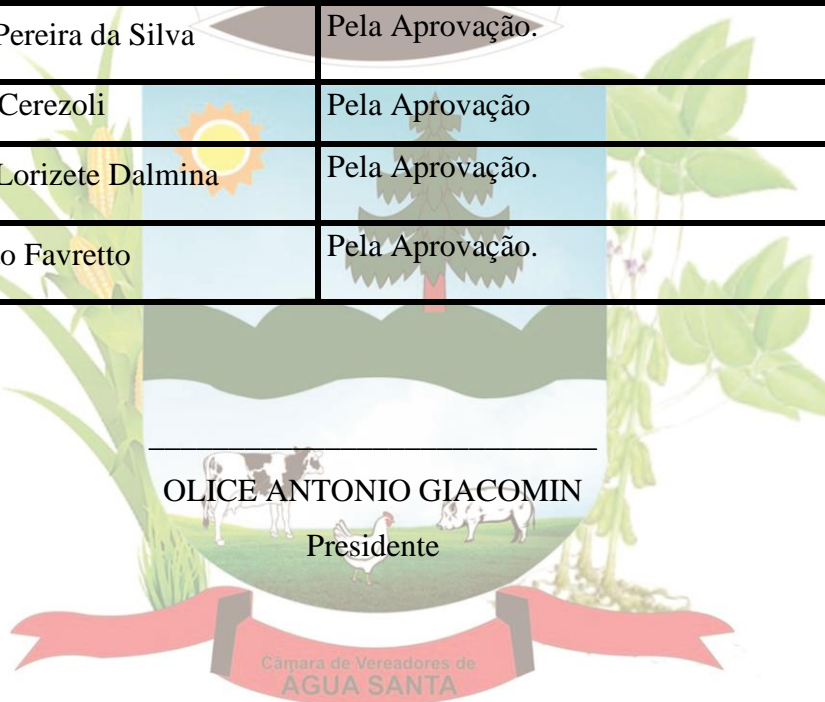 Pereira da Silva Pela Aprovação.
Cerezoli Pela Aprovação
Lorizete Dalmina Pela Aprovação.
o Favretto Pela Aprovação.
OLICE ANTONIO GIACOMIN
Presidente
Câmara de Vereadores de
ÁGUA SANTA